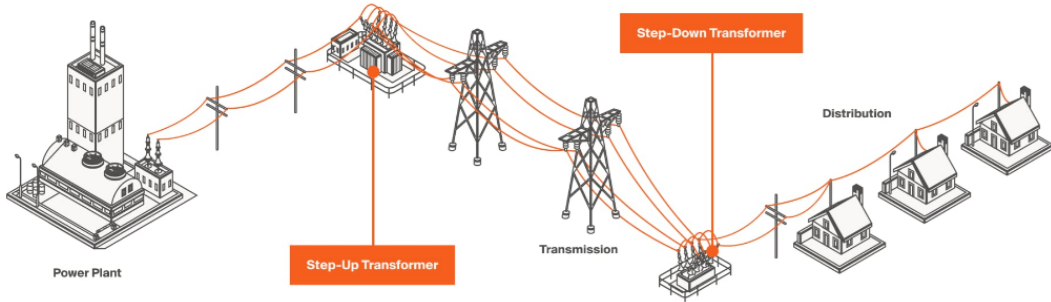 Step-Down Transformer
Distribution
Transmission
Step-Up Transformer
Power Plant